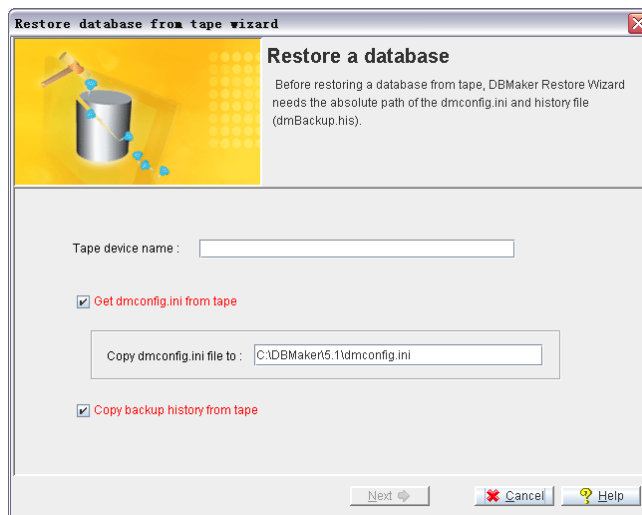 Restore database from tape wizard
Restore a database
Before restoring a database from tape, DBMaker Restore Wizard
needs the absolute path of the dmconfig.ini and history file
(dmBackup.his).
Tape device name :
Get dmconfig.ini from tape
Copy dmconfig.ini file to : C:\DBMaker\5.1\dmconfig.ini
Copy backup history from tape
Next Cancel Help